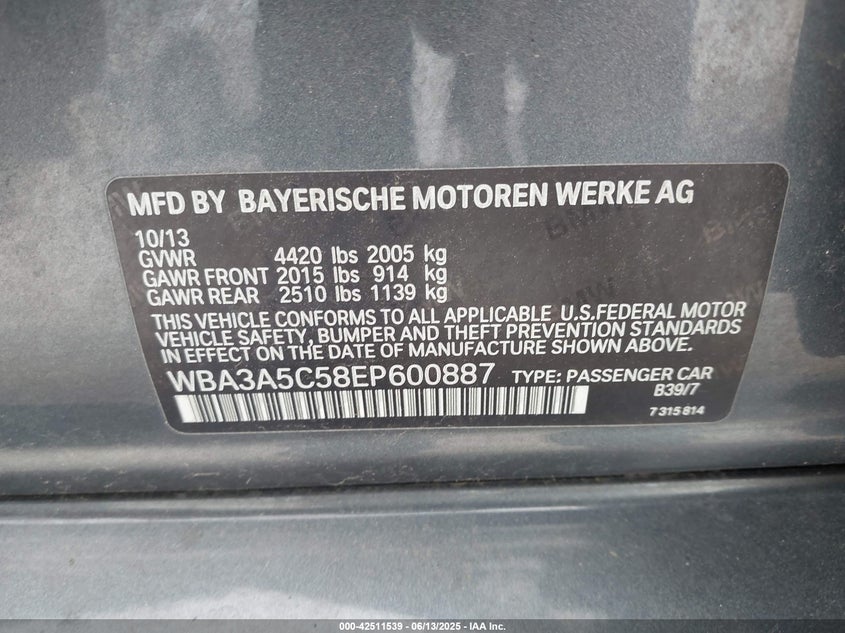 MFD BY BAYERISCHE MOTOREN WERKE AG
10/13
GVWR 4420 lbs 2005 kg
GAWR FRONT 2015 lbs 914 kg
GAWR REAR 2510 lbs 1139 kg
THIS VEHICLE CONFORMS TO ALL APPLICABLE U.S.FEDERAL MOTOR
VEHICLE SAFETY, BUMPER AND THEFT PREVENTION STANDARDS
IN EFFECT ON THE DATE OF MANUFACTURE SHOWN ABOVE.
WBA3A5C58EP600887 TYPE: PASSENGER CAR
B39/7
7 315 814
000-42511539 - 06/13/2025 - IAA Inc.